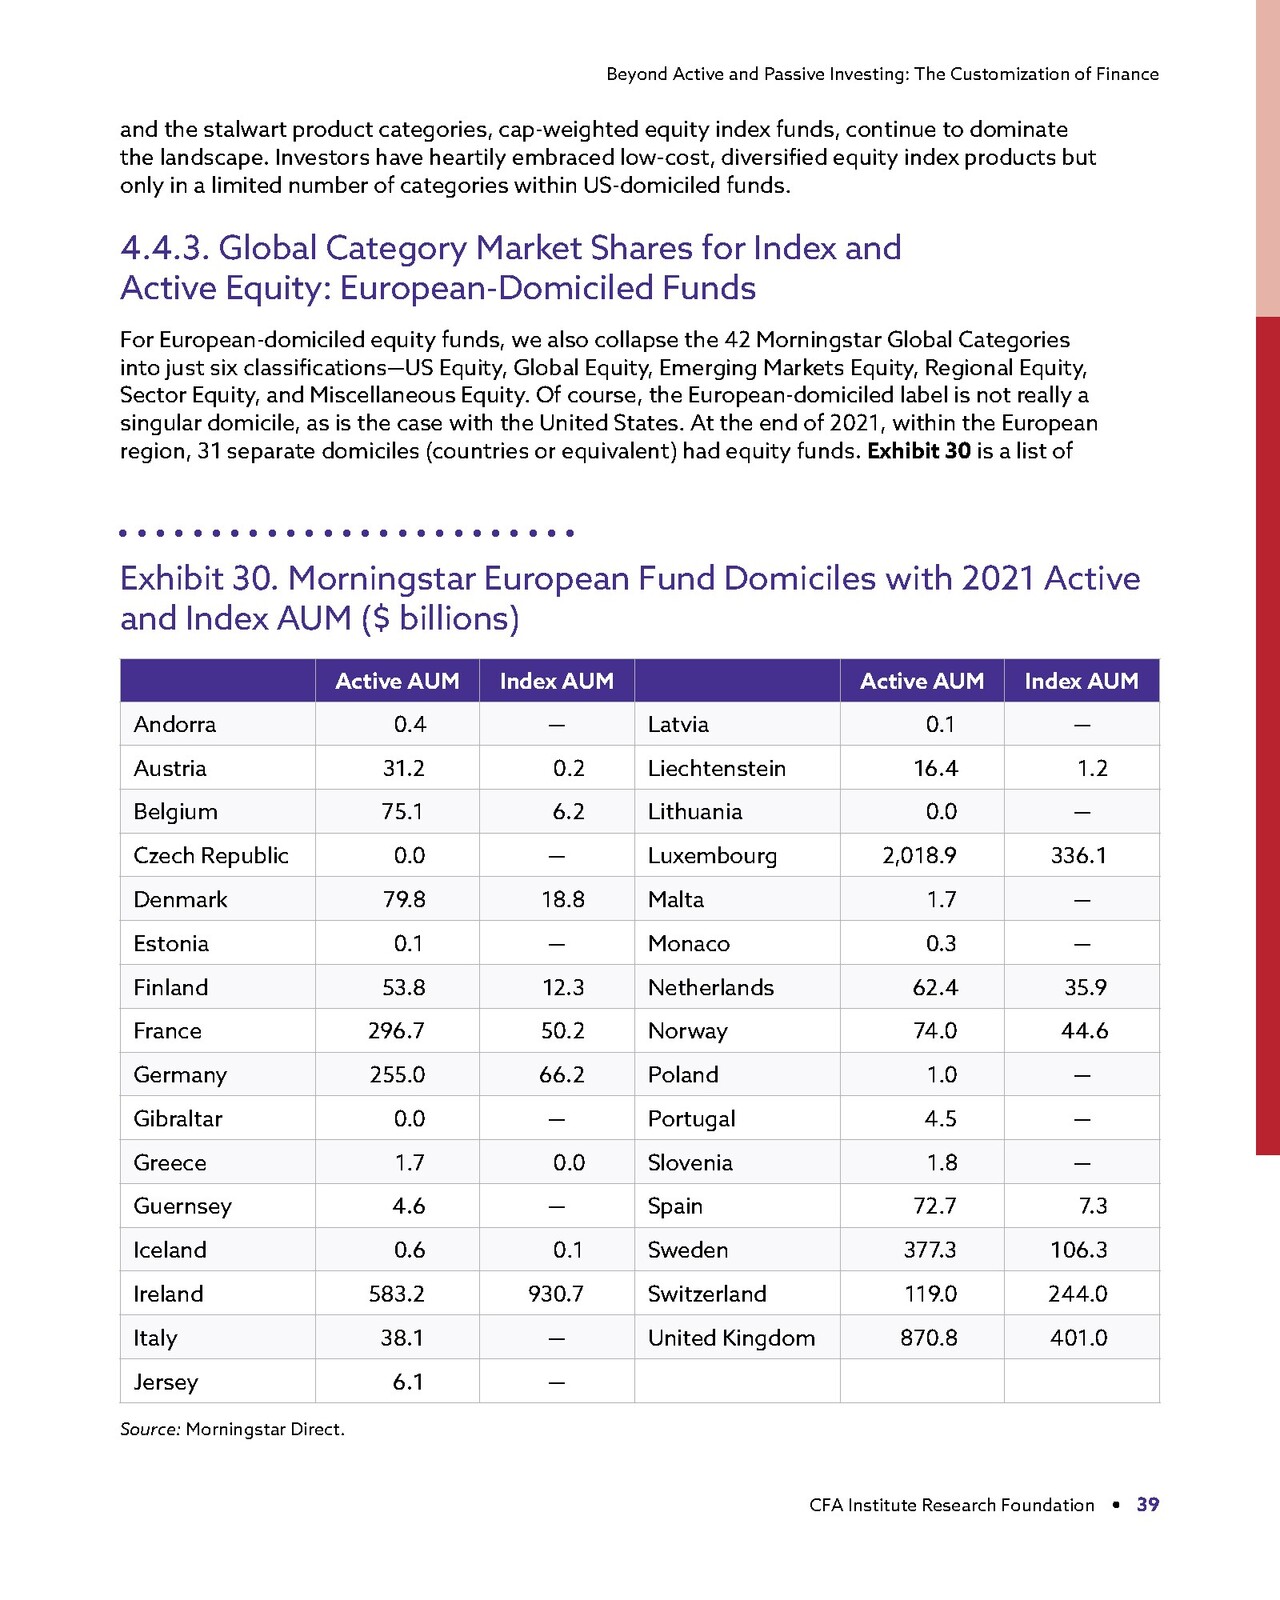 Beyond Active and Passive Investing: The Customization of Finance
and the stalwart product categories, cap-weighted equity index funds, continue to dominate
the landscape. Investors have heartily embraced low-cost, diversified equity index products but
only in a limited number of categories within US-domiciled funds.
4.4.3. Global Category Market Shares for Index and
Active Equity: European-Domiciled Funds
For European-domiciled equity funds, we also collapse the 42 Morningstar Global Categories
into just six classifications—US Equity, Global Equity, Emerging Markets Equity, Regional Equity,
Sector Equity, and Miscellaneous Equity. Of course, the European-domiciled label is not really a
singular domicile, as is the case with the United States. At the end of 2021, within the European
region, 31 separate domiciles (countries or equivalent) had equity funds. Exhibit 30 is a list of
Exhibit 30. Morningstar European Fund Domiciles with 2021 Active
and Index AUM ($ billions)
Active AUM Index AUM Active AUM Index AUM
Andorra 0.4 — Latvia 0.1 —
Austria 31.2 0.2 Liechtenstein 16.4 1.2
Belgium 75.1 6.2 Lithuania 0.0 —
Czech Republic 0.0 — Luxembourg 2,018.9 336.1
Denmark 79.8 18.8 Malta 1.7 —
Estonia 0.1 — Monaco 0.3 —
Finland 53.8 12.3 Netherlands 62.4 35.9
France 296.7 50.2 Norway 74.0 44.6
Germany 255.0 66.2 Poland 1.0 —
Gibraltar 0.0 — Portugal 4.5 —
Greece 1.7 0.0 Slovenia 1.8 —
Guernsey 4.6 — Spain 72.7 7.3
Iceland 0.6 0.1 Sweden 377.3 106.3
Ireland 583.2 930.7 Switzerland 119.0 244.0
Italy 38.1 — United Kingdom 870.8 401.0
Jersey 6.1 —
Source: Morningstar Direct.
CFA Institute Research Foundation • 39